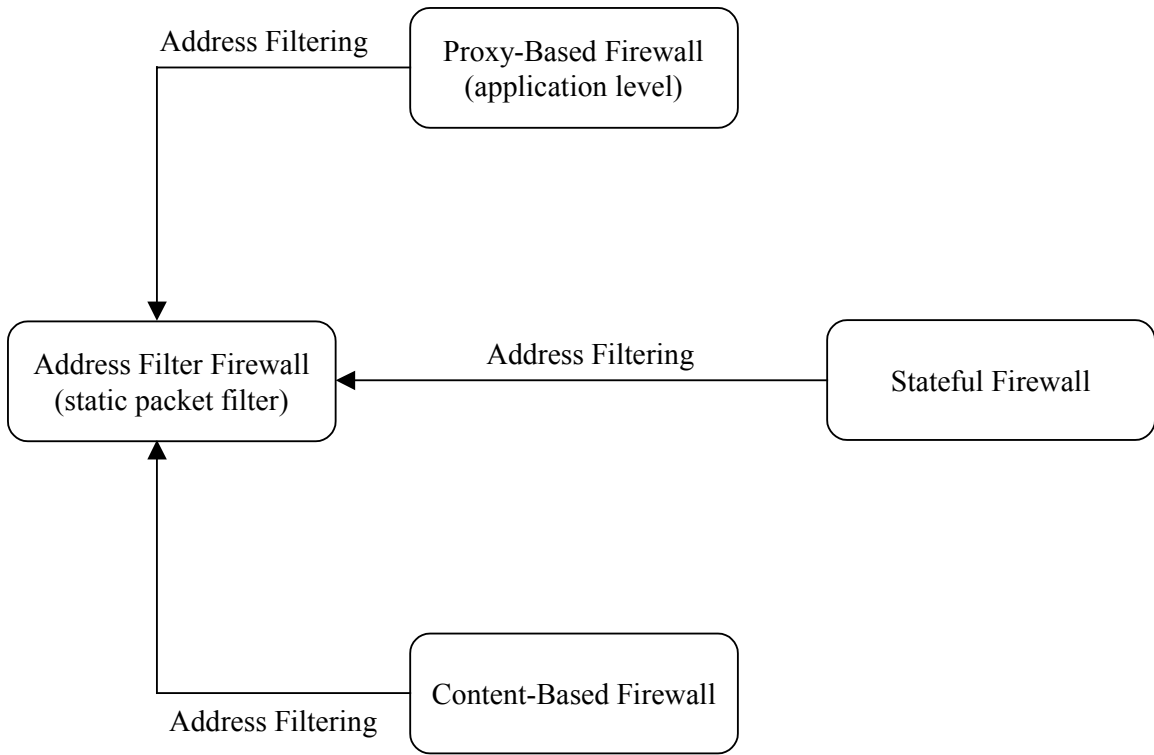 Address Filtering
Proxy-Based Firewall
(application level)
Address Filter Firewall
(static packet filter)
Address Filtering
Stateful Firewall
Content-Based Firewall
Address Filtering